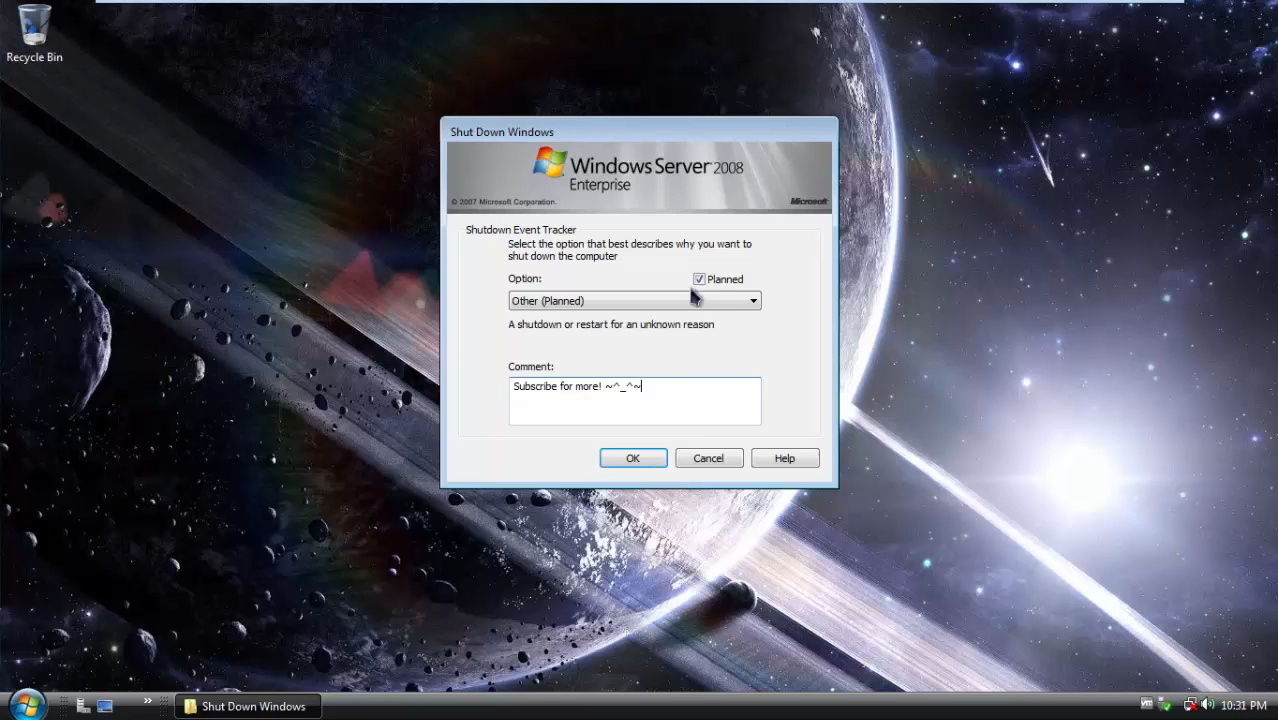 Recycle Bin
Shut Down Windows
Windows Server 2008
Enterprise
© 2007 Microsoft Corporation.
Microsoft
Shutdown Event Tracker
Select the option that best describes why you want to
shut down the computer
Option:
Planned
Other (Planned)
A shutdown or restart for an unknown reason
Comment:
Subscribe for more! ~^_^~
OK
Cancel
Help
Shut Down Windows
10:31 PM